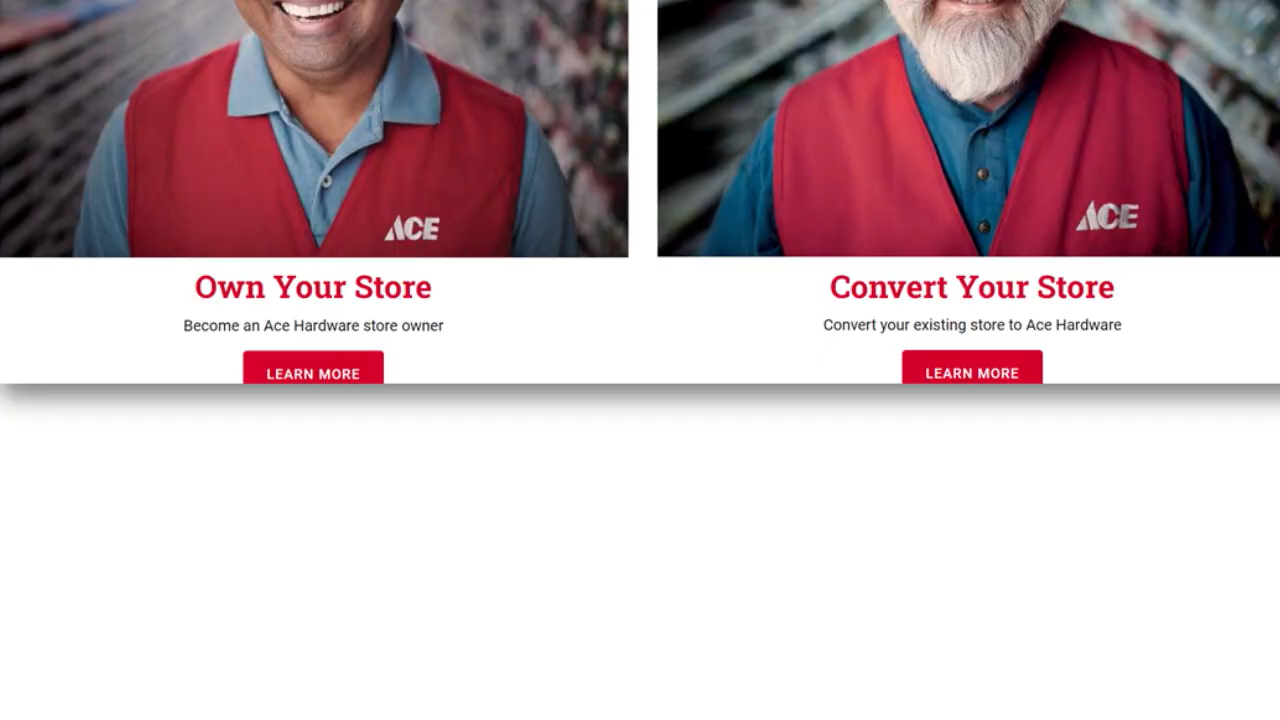 ACE
ACE
Own Your Store
Become an Ace Hardware store owner
LEARN MORE
Convert Your Store
Convert your existing store to Ace Hardware
LEARN MORE